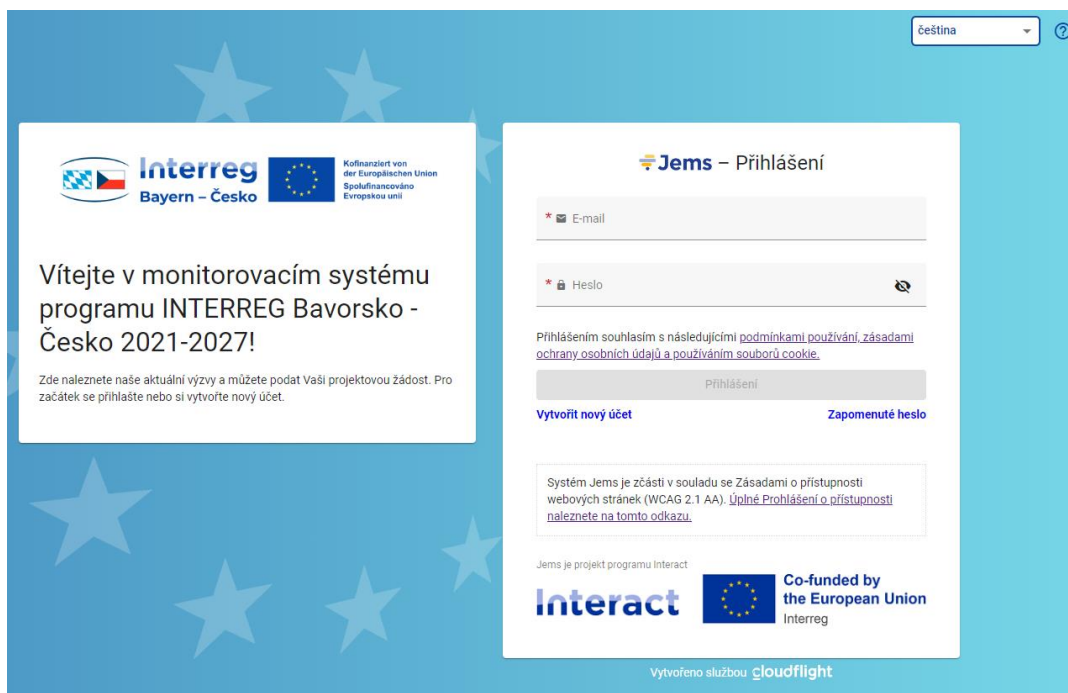 čeština
Interreg
Bayern – Česko
Kofinanziert von
der Europäischen Union
Spolufinancováno
Evropskou unií
Vítejte v monitorovacím systému
programu INTERREG Bavorsko -
Česko 2021-2027!
Zde naleznete naše aktuální výzvy a můžete podat Vaši projektovou žádost. Pro
začátek se přihlašte nebo si vytvořte nový účet.
Jems – Přihlášení
* E-mail
* Heslo
Přihlášením souhlasím s následujícími podmínkami používání, zásadami
ochrany osobních údajů a používáním souborů cookie.
Přihlášení
Vytvořit nový účet Zapomenuté heslo
Systém Jems je zčásti v souladu se Zásadami o přístupnosti
webových stránek (WCAG 2.1 AA). Úplné Prohlášení o přístupnosti
naleznete na tomto odkazu.
Jems je projekt programu Interact
Interact
Co-funded by
the European Union
Interreg
Vytvořeno službou cloudflight